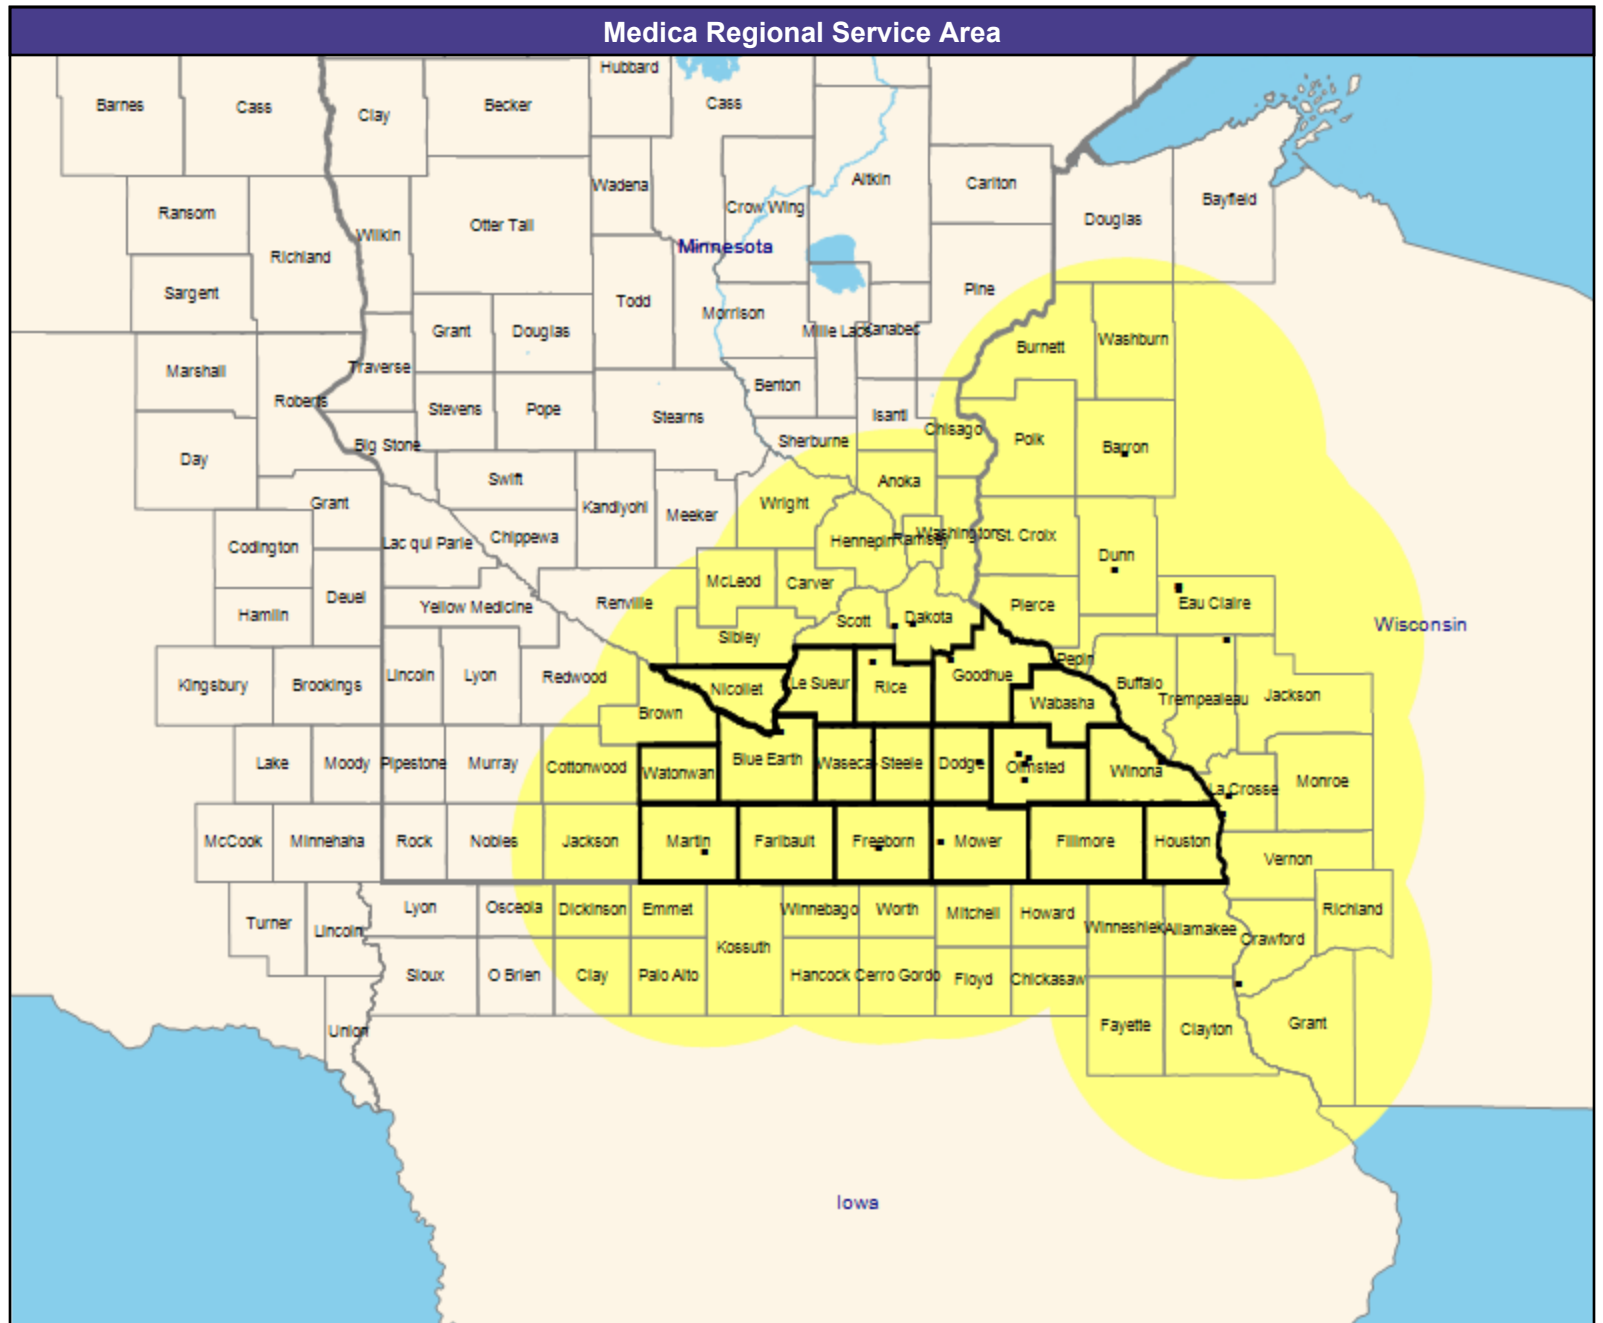 Medica Regional Service Area
Hubbard
Barnes
Cass
Clay
Becker
Cass
Wadena
Aitkin
Carlton
Ransom
Crow Wing
Douglas
Bayfield
Wilkin
Otter Tail
Minnesota
Richland
Sargent
Pine
Todd
Morrison
Grant
Douglas
Mille Lacs
Kanabec
Burnett
Washburn
Marshall
Traverse
Benton
Roberts
Stevens
Pope
Stearns
Isanti
Chisago
Polk
Barron
Big Stone
Sherburne
Day
Swift
Anoka
Grant
Kandiyohi
Meeker
Wright
Codington
Lac qui Parle
Chippewa
Hennepin
Ramsey
Washington
St. Croix
Dunn
McLeod
Carver
Deuel
Hamlin
Yellow Medicine
Renville
Scott
Dakota
Pierce
Eau Claire
Wisconsin
Sibley
Pepin
Kingsbury
Brookings
Lincoln
Lyon
Redwood
Nicollet
Le Sueur
Rice
Goodhue
Wabasha
Buffalo
Trempealeau
Jackson
Brown
Lake
Moody
Pipestone
Murray
Cottonwood
Watonwan
Blue Earth
Waseca
Steele
Dodge
Olmsted
Winona
La Crosse
Monroe
McCook
Minnehaha
Rock
Nobles
Jackson
Martin
Faribault
Freeborn
Mower
Fillmore
Houston
Vernon
Turner
Lincoln
Lyon
Osceola
Dickinson
Emmet
Kossuth
Winnebago
Worth
Mitchell
Howard
Winneshiek
Allamakee
Crawford
Richland
Sioux
O Brien
Clay
Palo Alto
Hancock
Cerro Gordo
Floyd
Chickasaw
Union
Fayette
Clayton
Grant
Iowa